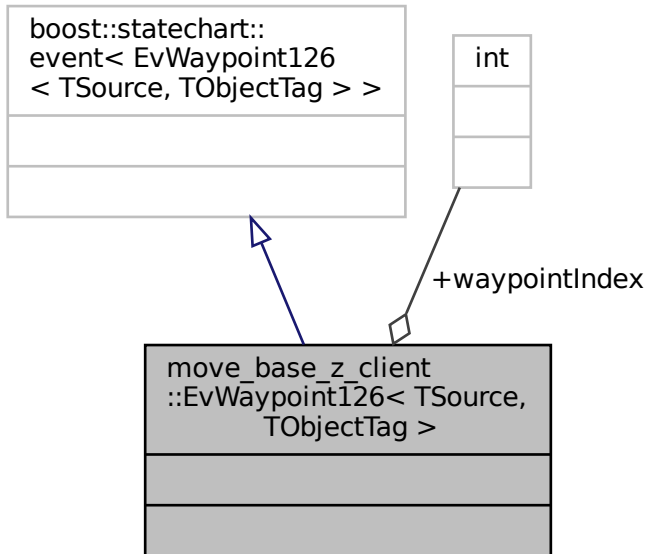 boost::statechart::
event< EvWaypoint126
< TSource, TObjectTag > >
int
+waypointIndex
move_base_z_client
::EvWaypoint126< TSource,
TObjectTag >